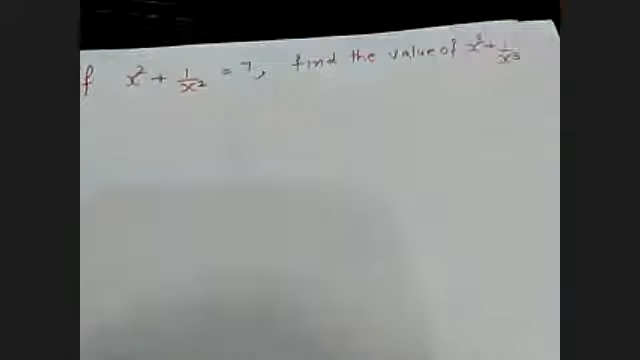 f x² + 1/x² = 7, find the value of x³ + 1/x³